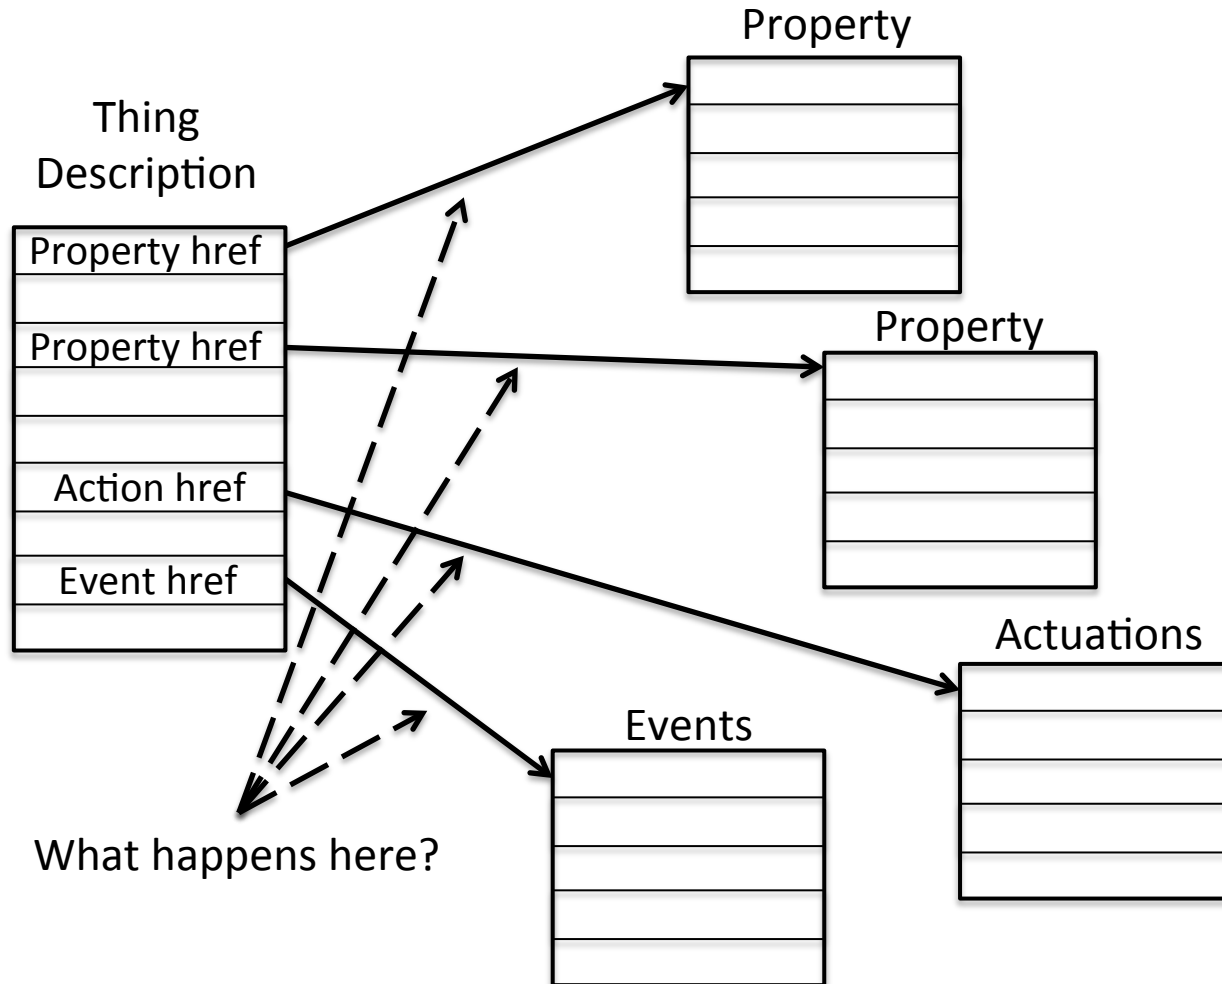 Property
Thing
Description
Property href
Property href
Action href
Event href
Property
Actuations
Events
What happens here?